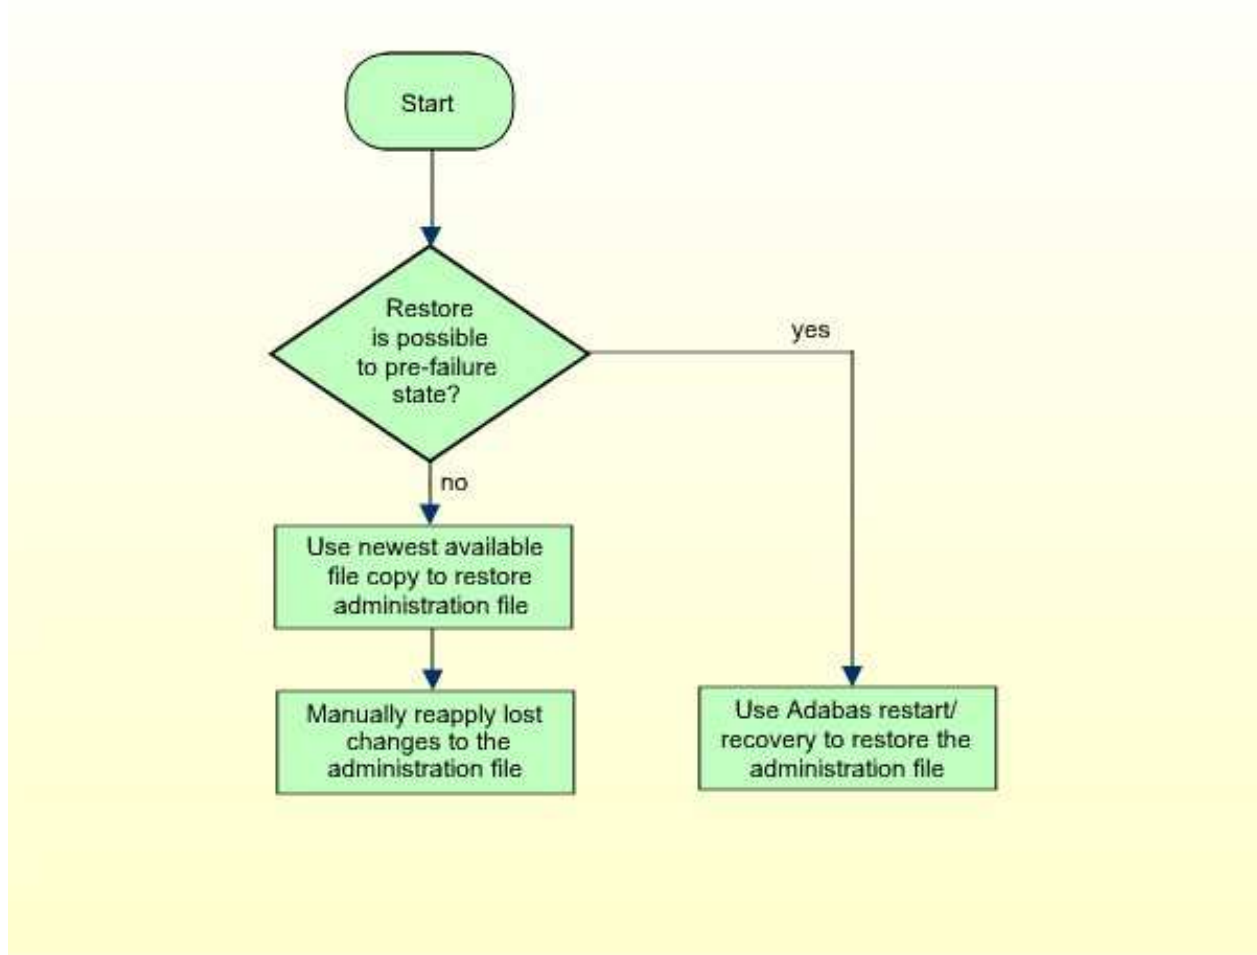 Start
Restore
is possible
to pre-failure
state?
yes
no
Use newest available
file copy to restore
administration file
Manually reapply lost
changes to the
administration file
Use Adabas restart/
recovery to restore the
administration file